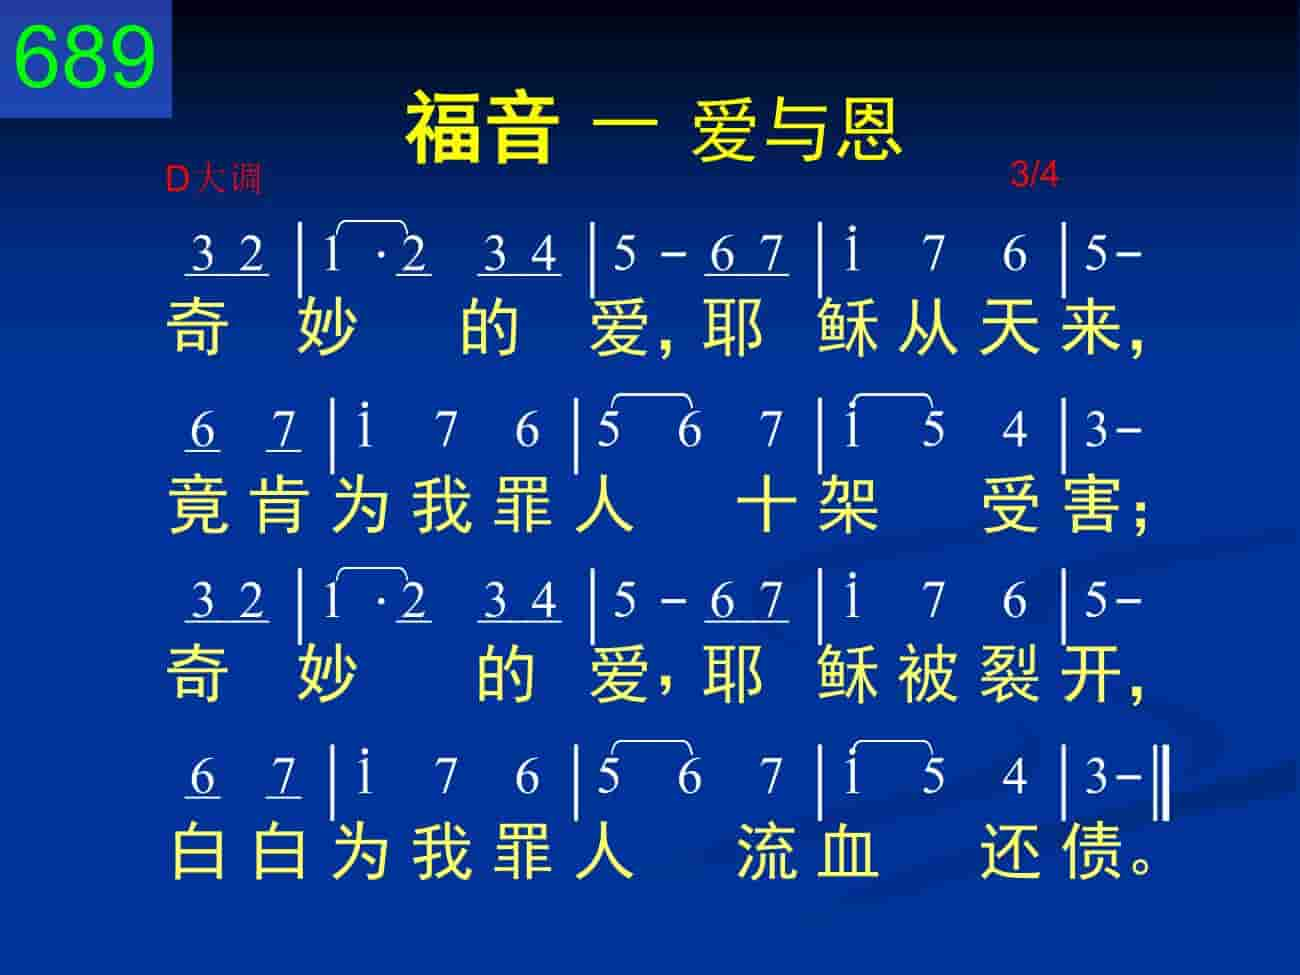 689
福音 — 爱与恩
D大调 3/4
3 2 | 1 · 2 3 4 | 5 - 6 7 | i 7 6 | 5 -
奇 妙 的 爱, 耶 稣 从 天 来,
6 7 | i 7 6 | 5 6 7 | i 5 4 | 3 -
竟 肯 为 我 罪 人 十 架 受 害;
3 2 | 1 · 2 3 4 | 5 - 6 7 | i 7 6 | 5 -
奇 妙 的 爱, 耶 稣 被 裂 开,
6 7 | i 7 6 | 5 6 7 | i 5 4 | 3 - ‖
白 白 为 我 罪 人 流 血 还 债。